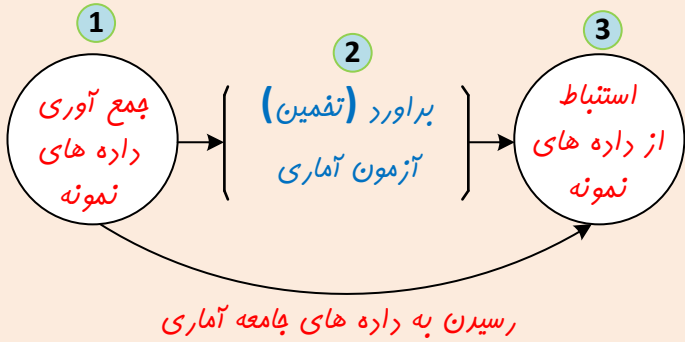 1
جمع آوری
داده های
نمونه
2
براورد (تخمین)
آزمون آماری
3
استنباط
از داده های
نمونه
رسیدن به داده های جامعه آماری